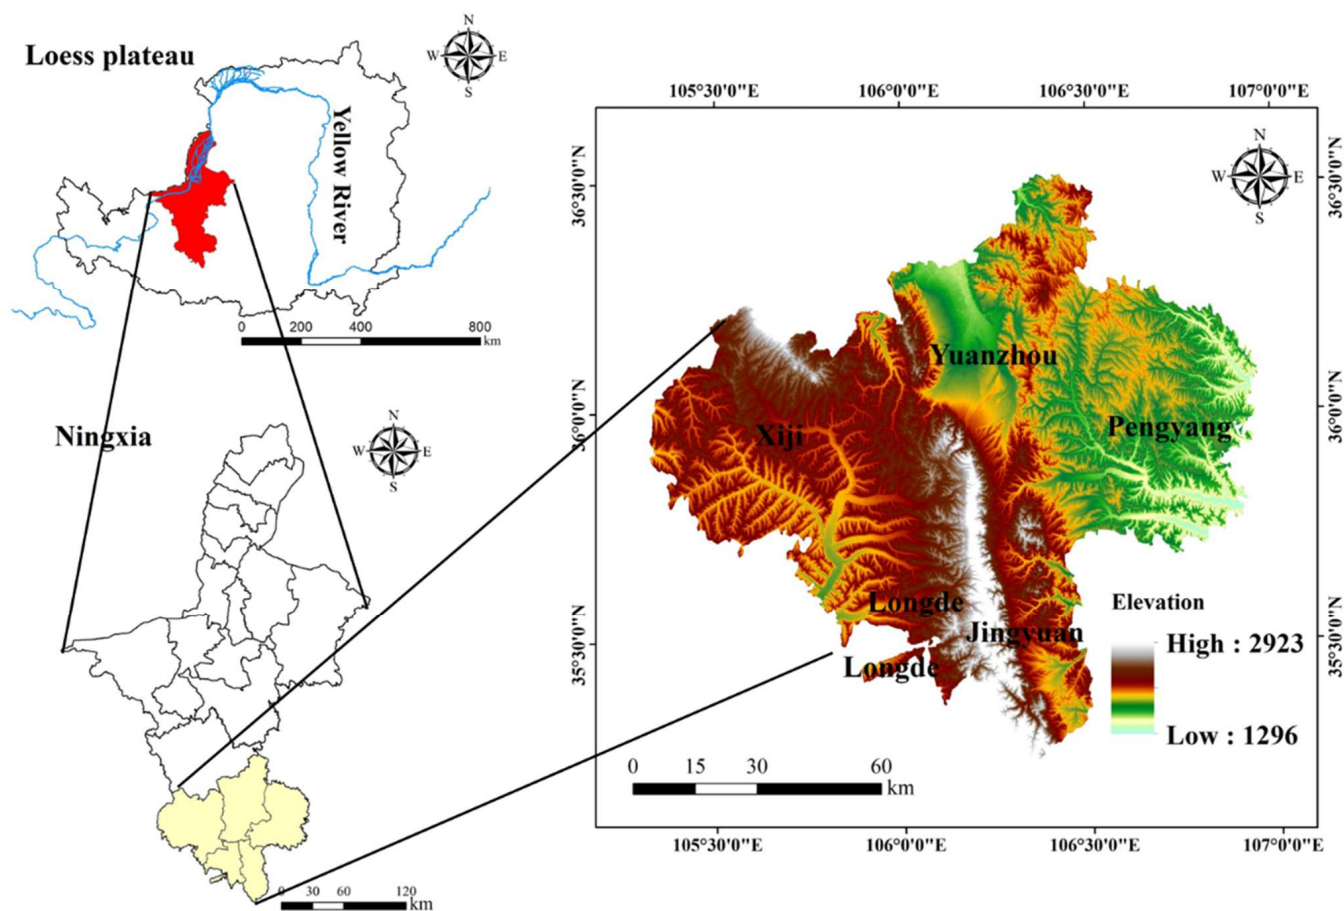 Loess plateau
N
W
E
S
Yellow River
0 200 400 800
km
Ningxia
N
W
E
S
0 30 60 120
km
105°30'0"E 106°0'0"E 106°30'0"E 107°0'0"E
36°30'0"N
36°0'0"N
35°30'0"N
N
W
E
S
36°30'0"N
36°0'0"N
35°30'0"N
Yuanzhou
Pengyang
Xiji
Longde
Jingyuan
Longde
Elevation
High : 2923
Low : 1296
0 15 30 60
km
105°30'0"E 106°0'0"E 106°30'0"E 107°0'0"E